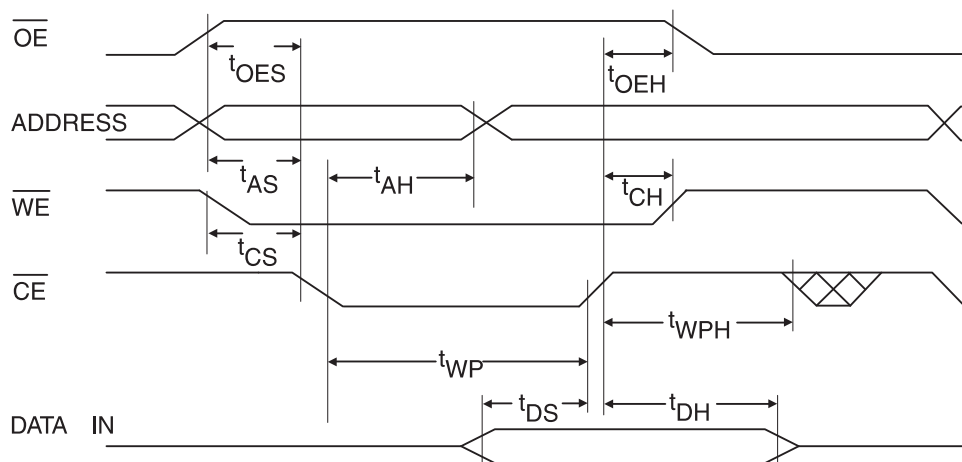 OE
tOES
tOEH
ADDRESS
tAS
tAH
tCH
WE
tCS
CE
tWPH
tWP
tDS
tDH
DATA IN